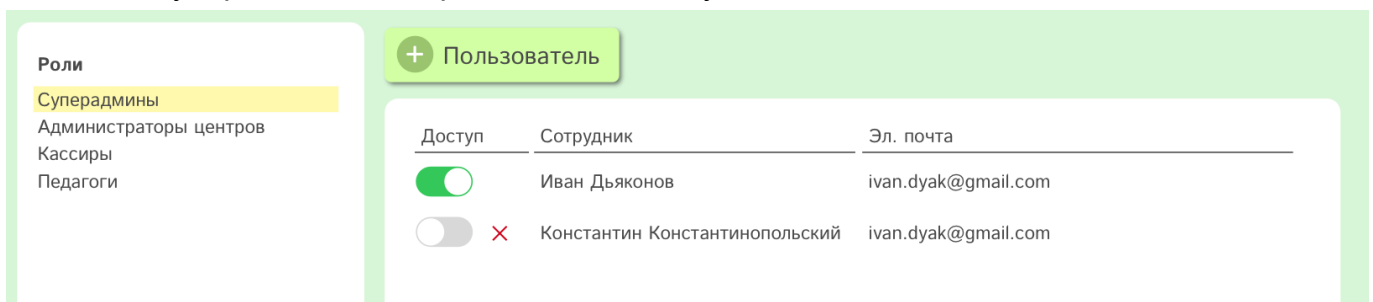 Роли
Суперадмины
Администраторы центров
Кассиры
Педагоги
Пользователь
Доступ Сотрудник Эл. почта
Иван Дьяконов ivan.dyak@gmail.com
Константин Константинопольский ivan.dyak@gmail.com